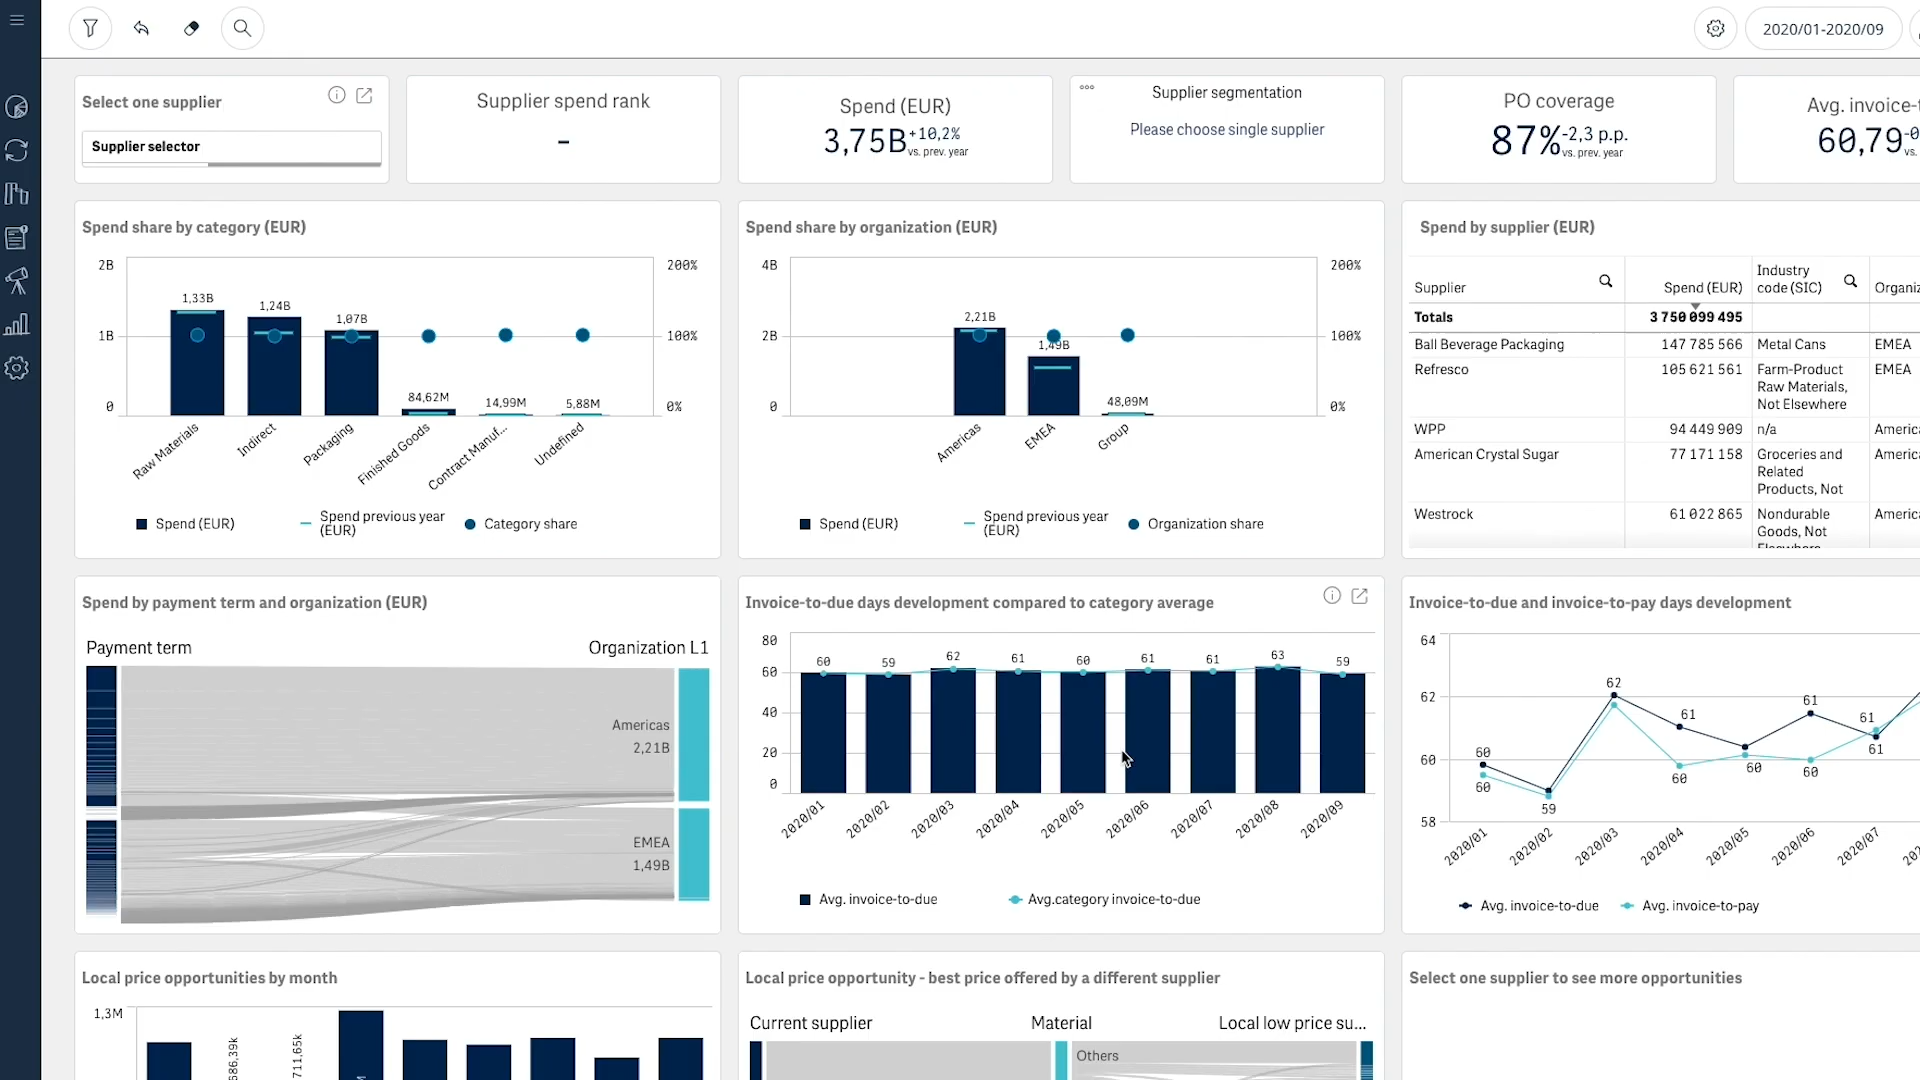 2020/01-2020/09
Select one supplier
Supplier selector
Supplier spend rank
-
Spend (EUR)
3,75B +10,2%
vs. prev. year
Supplier segmentation
Please choose single supplier
PO coverage
87% -2,3 p.p.
vs. prev. year
Avg. invoice-
60,79
vs.
Spend share by category (EUR)
2B
1B
0
200%
100%
0%
1,33B
1,24B
1,07B
84,62M
14,99M
5,88M
Raw Materials
Indirect
Packaging
Finished Goods
Contract Manuf...
Undefined
Spend (EUR)
Spend previous year
(EUR)
Category share
Spend share by organization (EUR)
4B
2B
0
200%
100%
0%
2,21B
1,49B
48,09M
Americas
EMEA
Group
Spend (EUR)
Spend previous year
(EUR)
Organization share
Spend by supplier (EUR)
Supplier
Spend (EUR)
Industry
code (SIC)
Totals 3 750 099 495
Ball Beverage Packaging 147 785 566 Metal Cans EMEA
Refresco 105 621 561 Farm-Product EMEA
Raw Materials,
Not Elsewhere
WPP 94 449 909 n/a
American Crystal Sugar 77 171 158 Groceries and
Related
Products, Not
Westrock 61 022 865 Nondurable
Goods, Not
Spend by payment term and organization (EUR)
Payment term
Organization L1
Americas
2,21B
EMEA
1,49B
Invoice-to-due days development compared to category average
80
60
40
20
0
60
59
62
61
60
61
61
63
59
2020/01
2020/02
2020/03
2020/04
2020/05
2020/06
2020/07
2020/08
2020/09
Avg. invoice-to-due
Avg.category invoice-to-due
Invoice-to-due and invoice-to-pay days development
64
62
60
58
60
60
59
62
61
60
60
61
60
61
61
2020/01
2020/02
2020/03
2020/04
2020/05
2020/06
2020/07
Avg. invoice-to-due
Avg. invoice-to-pay
Local price opportunities by month
1,3M
686,39k
711,65k
Local price opportunity - best price offered by a different supplier
Current supplier
Material
Local low price su...
Others
Select one supplier to see more opportunities